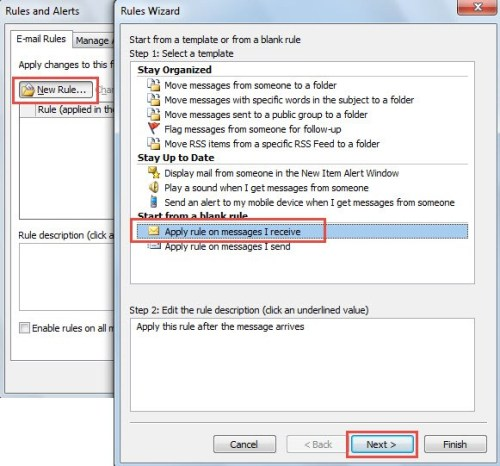 Rules and Alerts
E-mail Rules
Manage A
Apply changes to this f
New Rule...
Cha
Rule (applied in the
Rule description (click a
Enable rules on all m
Rules Wizard
Start from a template or from a blank rule
Step 1: Select a template
Stay Organized
Move messages from someone to a folder
Move messages with specific words in the subject to a folder
Move messages sent to a public group to a folder
Flag messages from someone for follow-up
Move RSS items from a specific RSS Feed to a folder
Stay Up to Date
Display mail from someone in the New Item Alert Window
Play a sound when I get messages from someone
Send an alert to my mobile device when I get messages from someone
Start from a blank rule
Apply rule on messages I receive
Apply rule on messages I send
Step 2: Edit the rule description (click an underlined value)
Apply this rule after the message arrives
Cancel
< Back
Next >
Finish